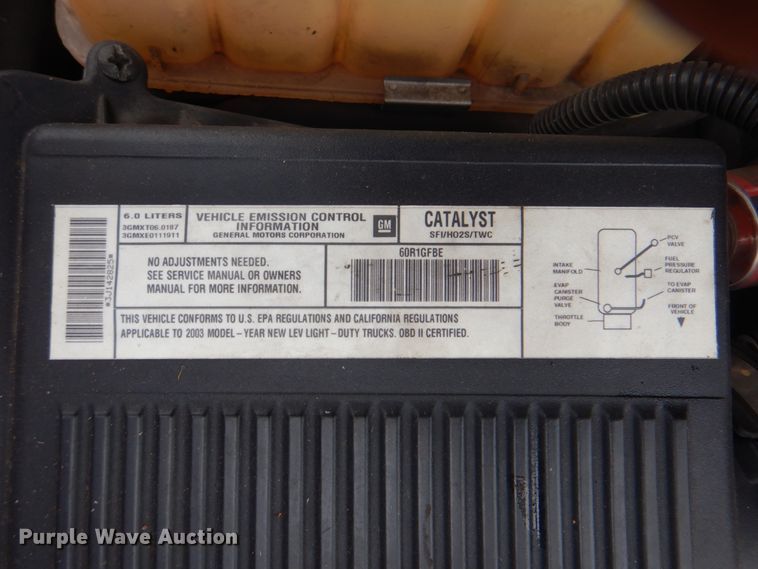 *3J142825*
6.0 LITERS
3GMXT06.0187
3GMXE0111911
VEHICLE EMISSION CONTROL
INFORMATION
GENERAL MOTORS CORPORATION
GM
CATALYST
SFI/HO2S/TWC
NO ADJUSTMENTS NEEDED.
SEE SERVICE MANUAL OR OWNERS
MANUAL FOR MORE INFORMATION.
60R1GFBE
THIS VEHICLE CONFORMS TO U.S. EPA REGULATIONS AND CALIFORNIA REGULATIONS
APPLICABLE TO 2003 MODEL-YEAR NEW LEV LIGHT-DUTY TRUCKS. OBD II CERTIFIED.
PCV
VALVE
INTAKE
MANIFOLD
FUEL
PRESSURE
REGULATOR
EVAP
CANISTER
PURGE
VALVE
TO EVAP
CANISTER
THROTTLE
BODY
FRONT OF
VEHICLE
Purple Wave Auction